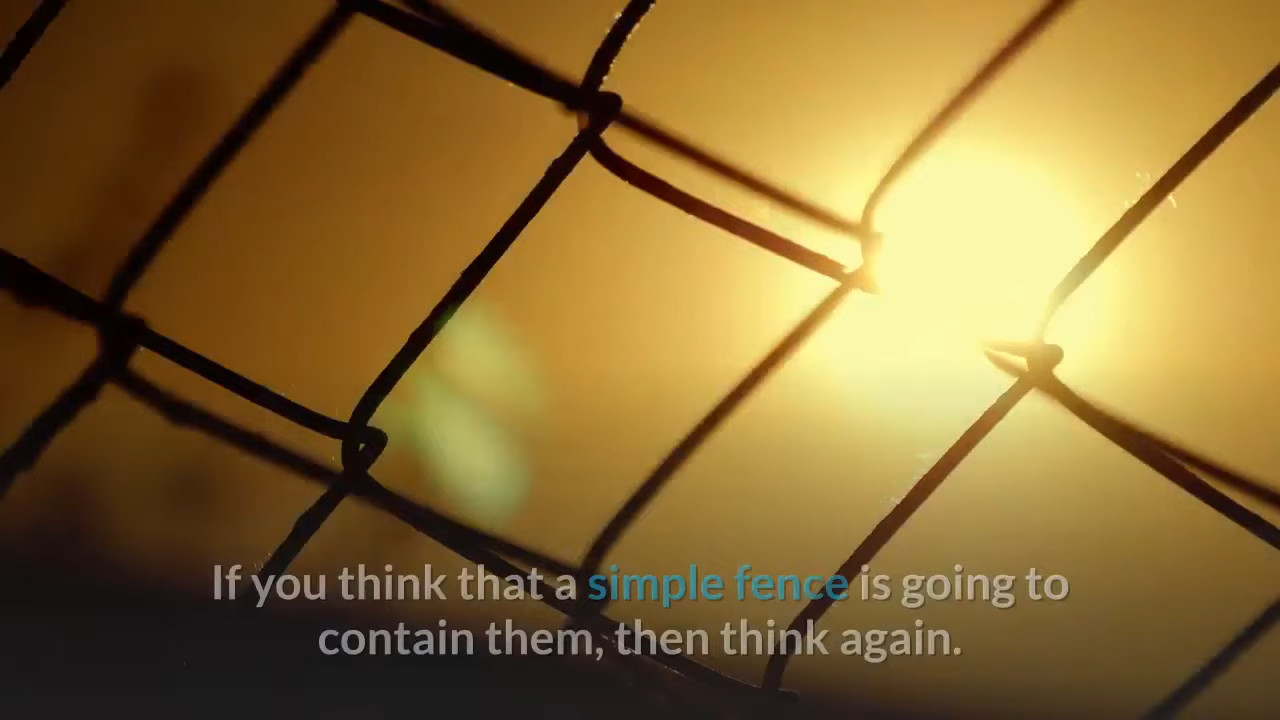 If you think that a simple fence is going to
contain them, then think again.